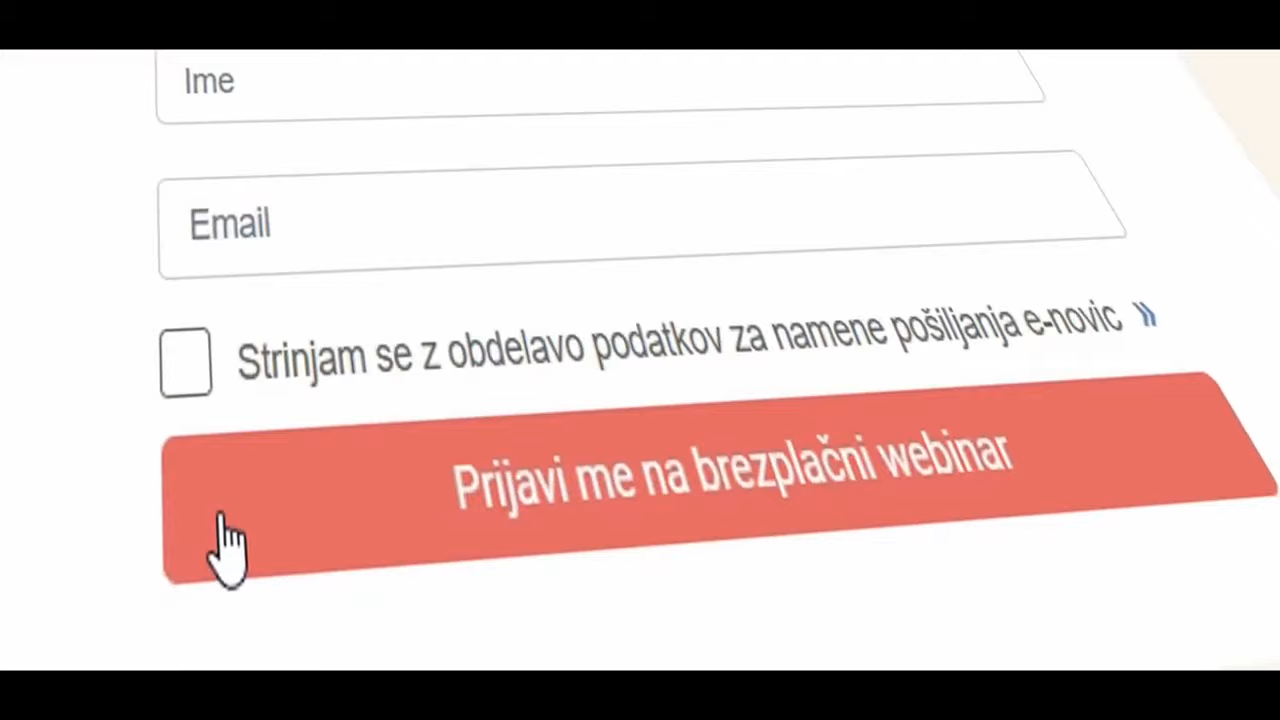 Ime
Email
Strinjam se z obdelavo podatkov za namene pošiljanja e-novic »
Prijavi me na brezplačni webinar